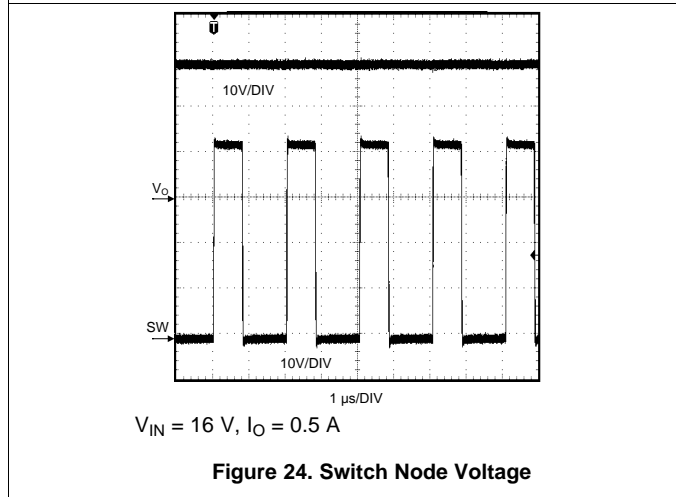 T
10V/DIV
VO
SW
10V/DIV
1 µs/DIV
VIN = 16 V, IO = 0.5 A
Figure 24. Switch Node Voltage